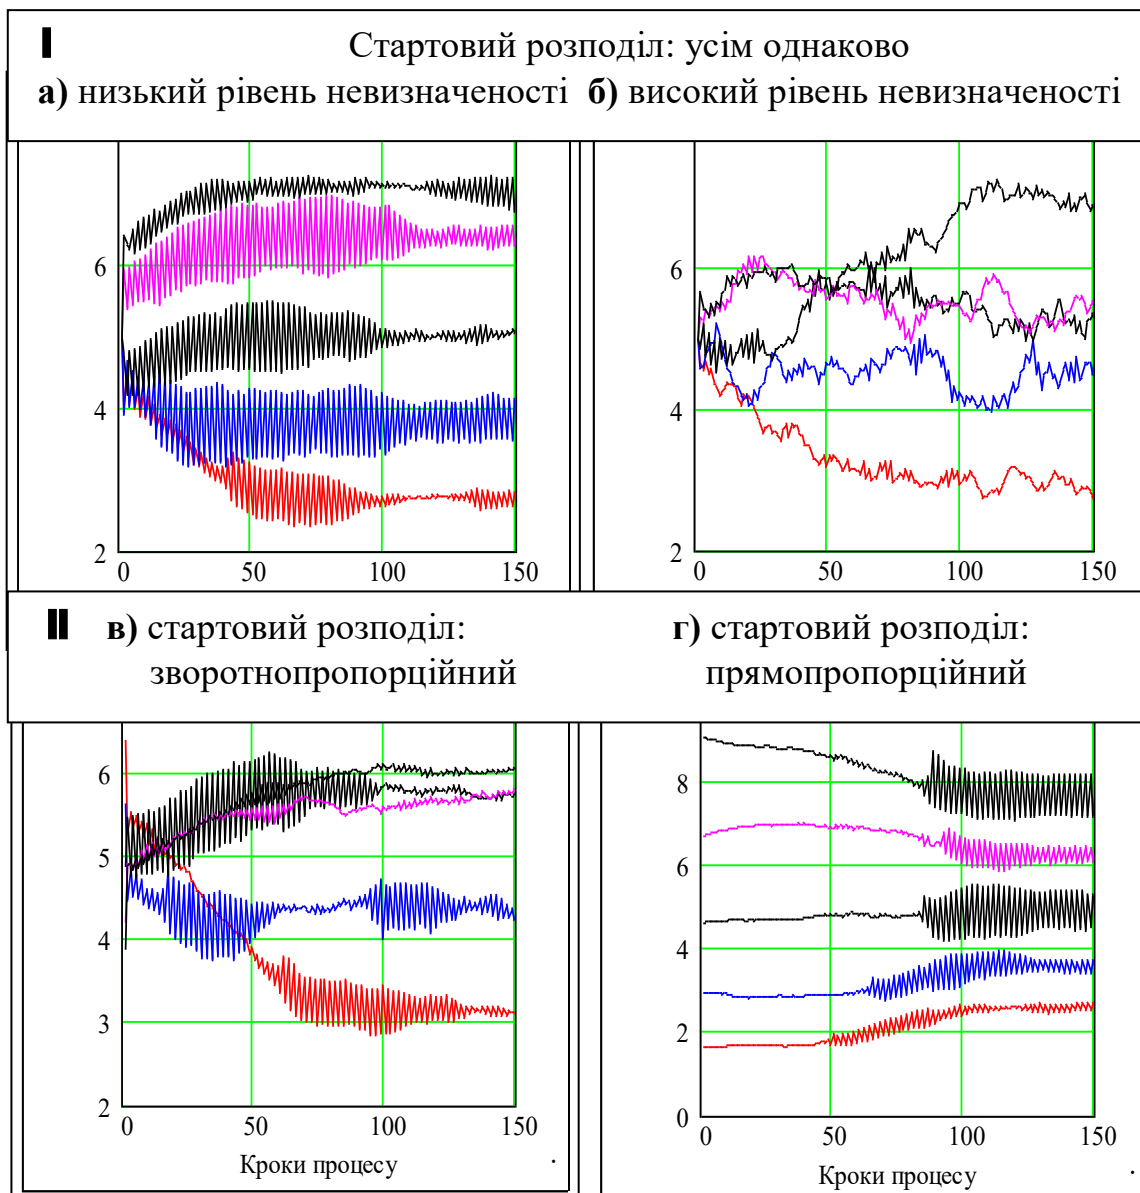 I Стартовий розподіл: усім однаково
а) низький рівень невизначеності б) високий рівень невизначеності
6
4
2
0 50 100 150
6
4
2
0 50 100 150
II в) стартовий розподіл:
зворотнопропорційний
г) стартовий розподіл:
прямопропорційний
6
5
4
3
2
0 50 100 150
Кроки процесу .
8
6
4
2
0
0 50 100 150
Кроки процесу .